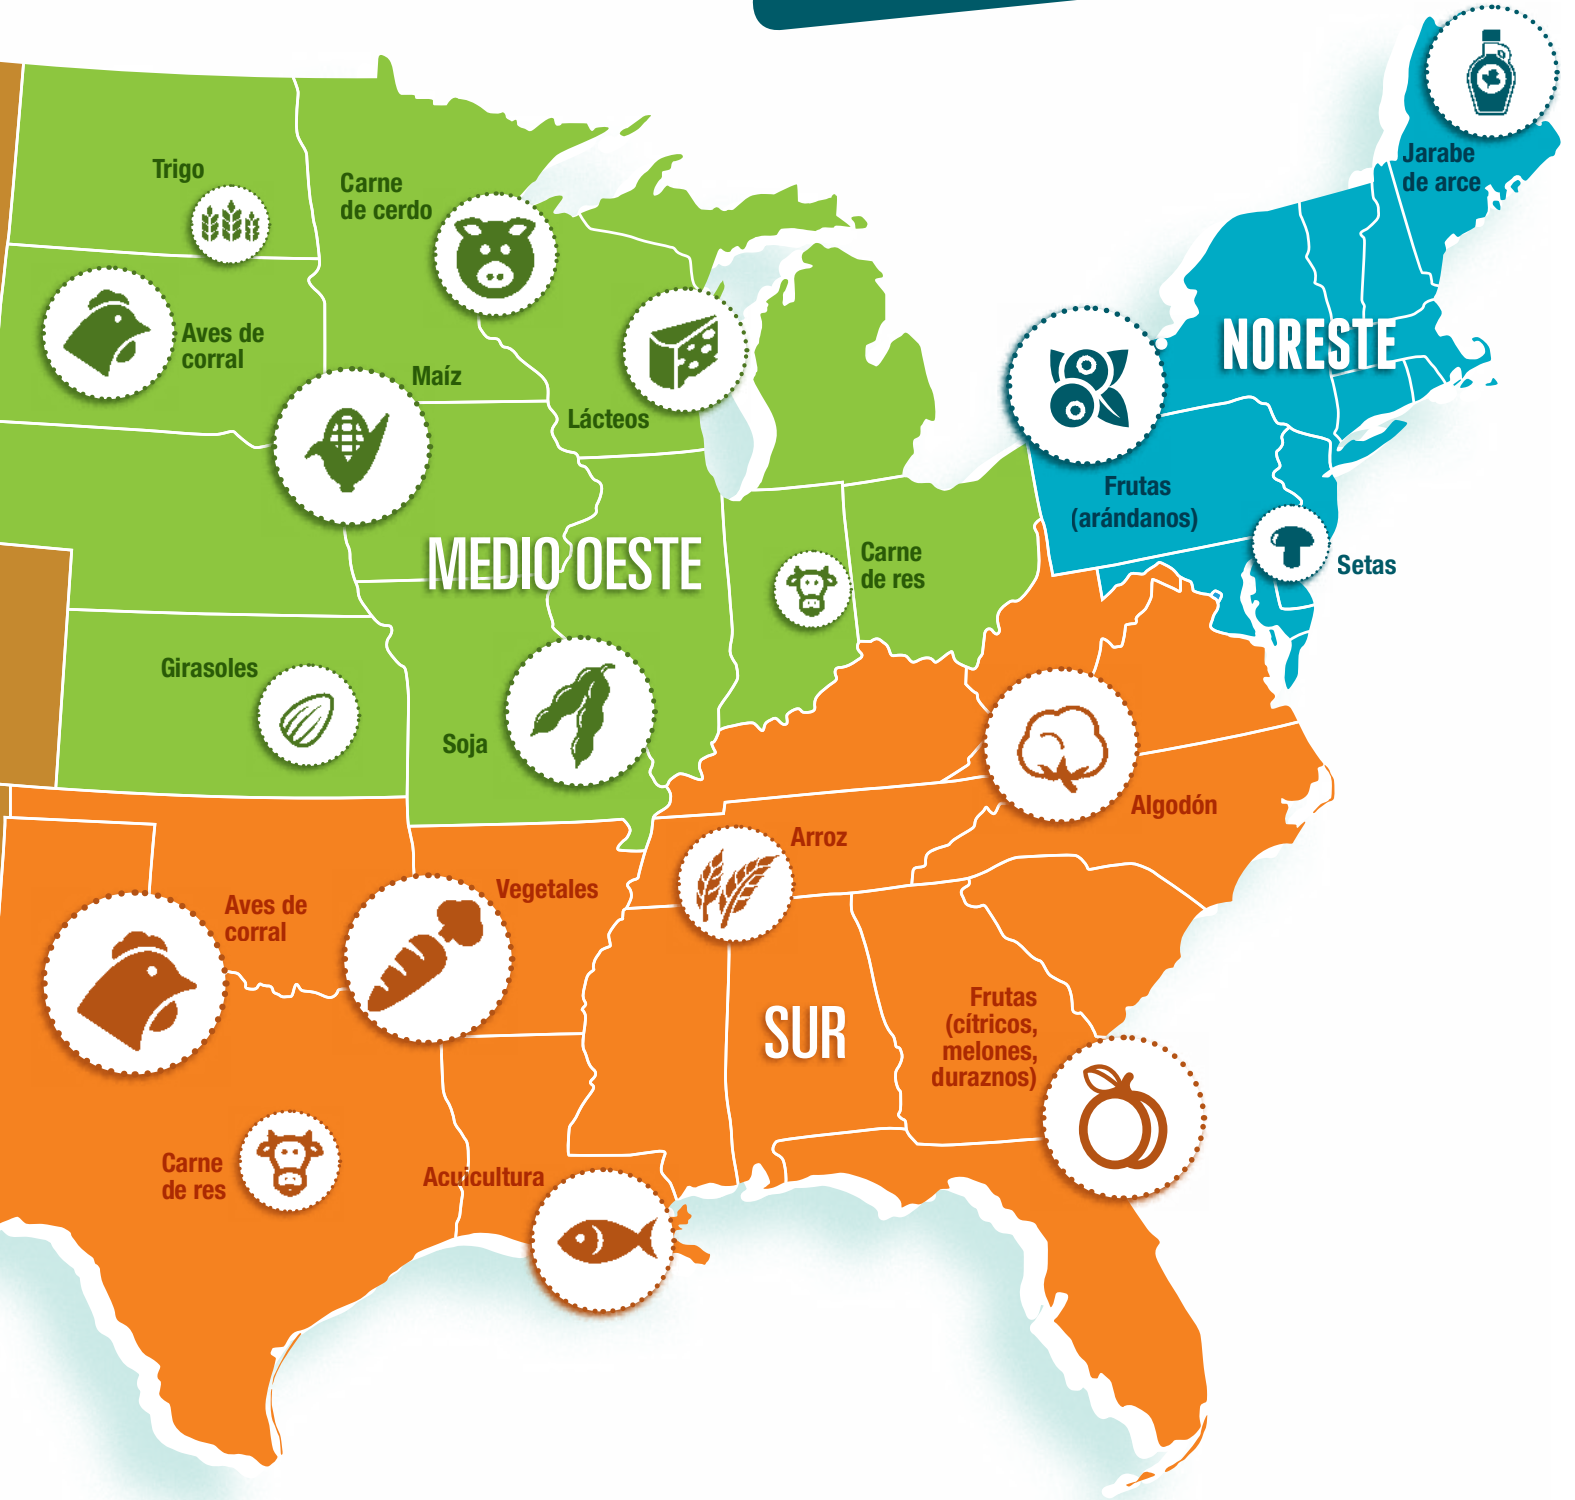 Jarabe
de arce
Trigo
Carne
de cerdo
Aves de
corral
NORESTE
Maíz
Lácteos
Frutas
(arándanos)
MEDIO OESTE
Carne
de res
Setas
Girasoles
Soja
Algodón
Arroz
Vegetales
Aves de
corral
SUR
Frutas
(cítricos,
melones,
duraznos)
Carne
de res
Acuicultura